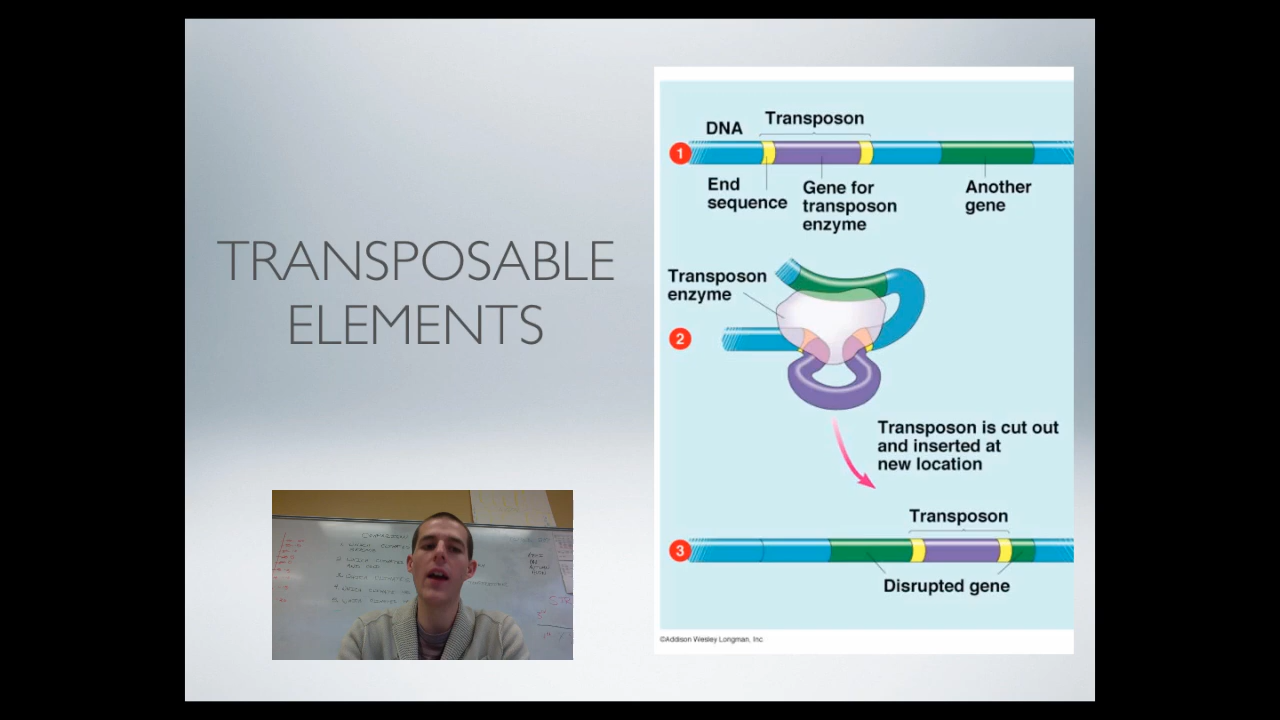 TRANSPOSABLE
ELEMENTS
DNA
Transposon
1
End
sequence
Gene for
transposon
enzyme
Another
gene
Transposon
enzyme
2
Transposon is cut out
and inserted at
new location
Transposon
3
Disrupted gene
©Addison Wesley Longman, Inc